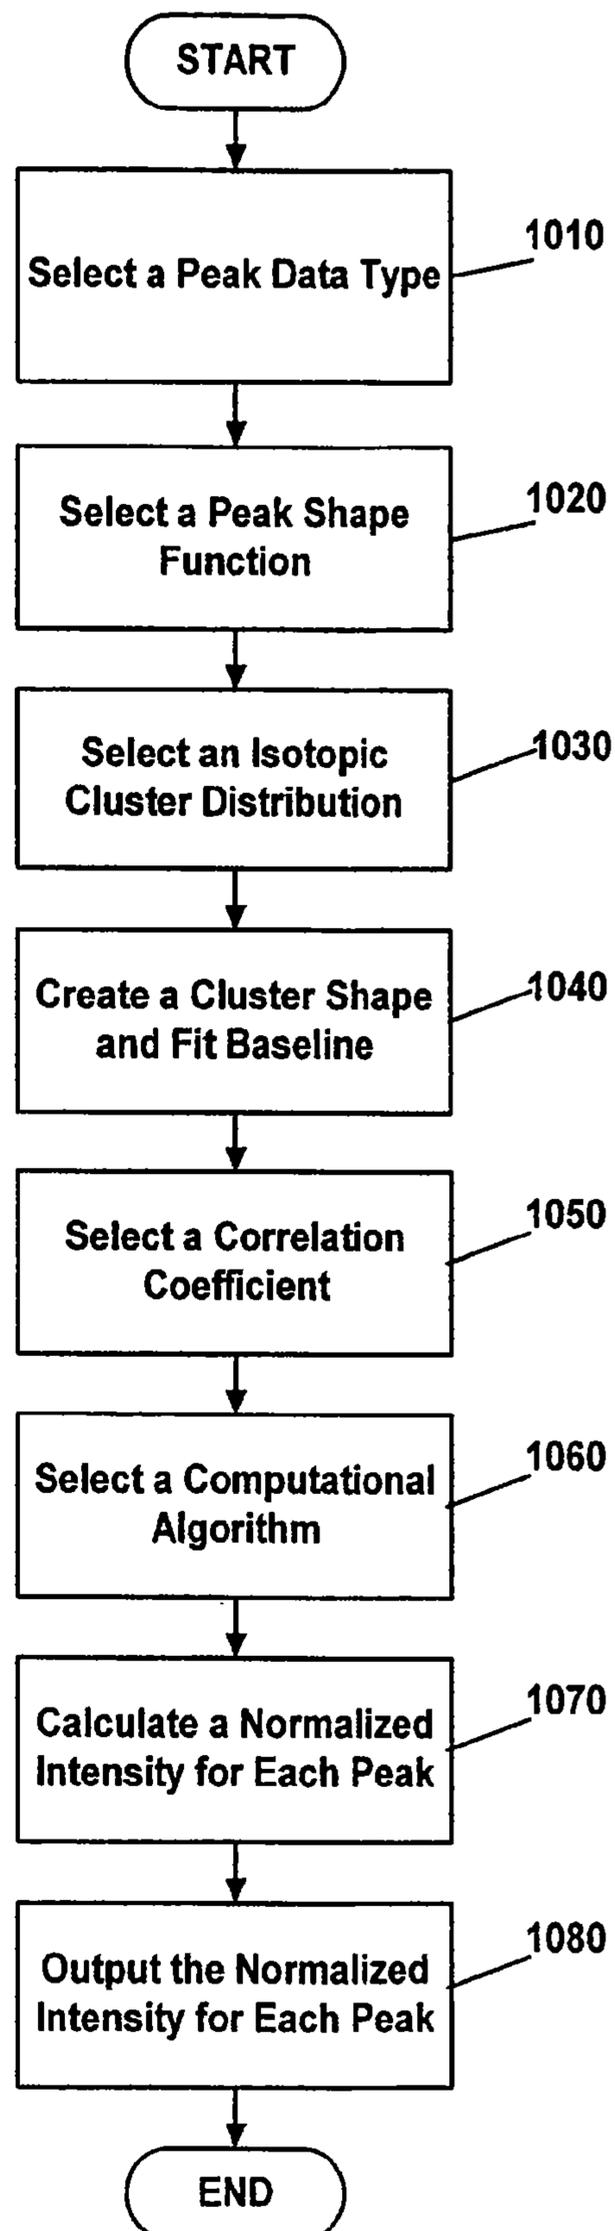 START
1010
Select a Peak Data Type
1020
Select a Peak Shape
Function
1030
Select an Isotopic
Cluster Distribution
1040
Create a Cluster Shape
and Fit Baseline
1050
Select a Correlation
Coefficient
1060
Select a Computational
Algorithm
1070
Calculate a Normalized
Intensity for Each Peak
1080
Output the Normalized
Intensity for Each Peak
END